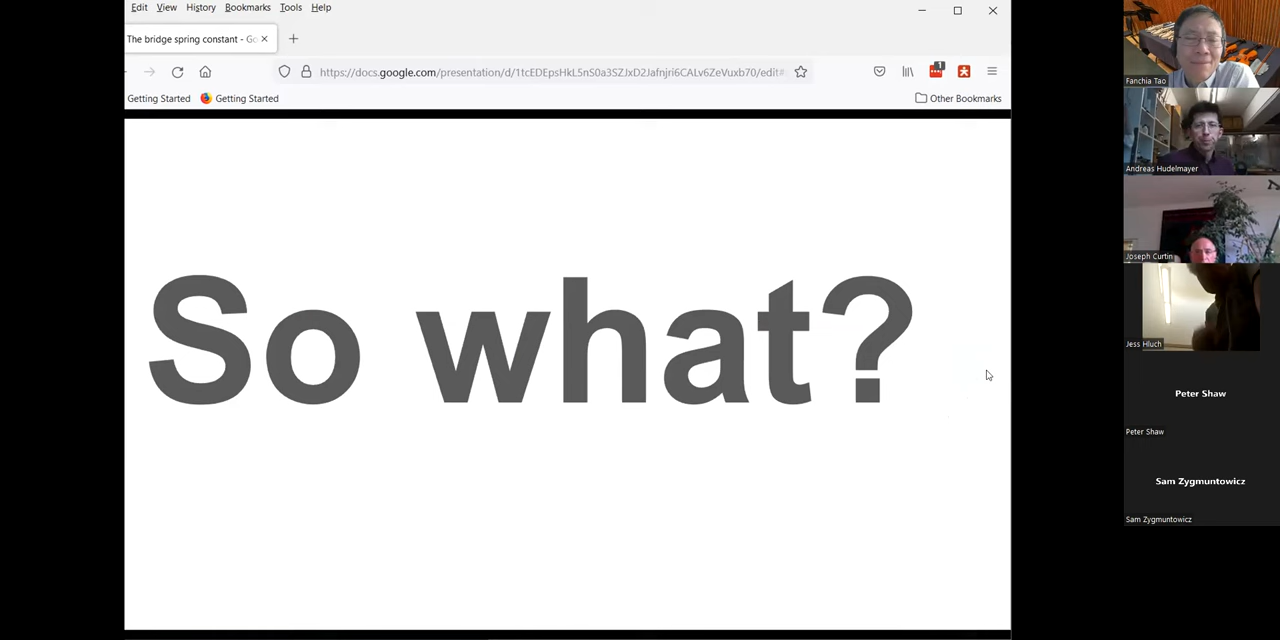 Edit View History Bookmarks Tools Help
The bridge spring constant - Go
https://docs.google.com/presentation/d/1tcEDEpsHkL5nS0a3SZJxD2Jafnjri6CALv6ZeVuxb70/edit#
1
Getting Started Getting Started Other Bookmarks
So what?
Fanchia Tao
Andreas Hudelmayer
Joseph Curtin
Jess Hluch
Peter Shaw
Peter Shaw
Sam Zygmuntowicz
Sam Zygmuntowicz